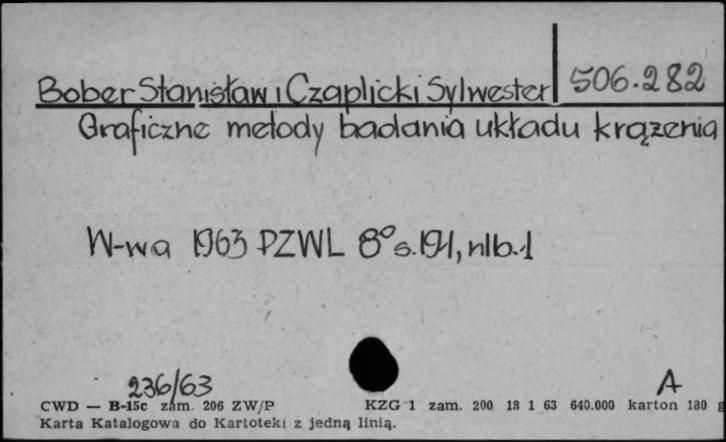 Bober Stanisław i Czaplicki Sylwester 506.282
Graficzne metody badania układu krążenia
W-wa 1963 PZWL 8° s. 191, nlb. 1
236/63
A
CWD — B-15c zam. 206 ZW/P KZG 1 zam. 200 18 1 63 640.000 karton 180 g
Karta Katalogowa do Kartoteki z jedną linią.